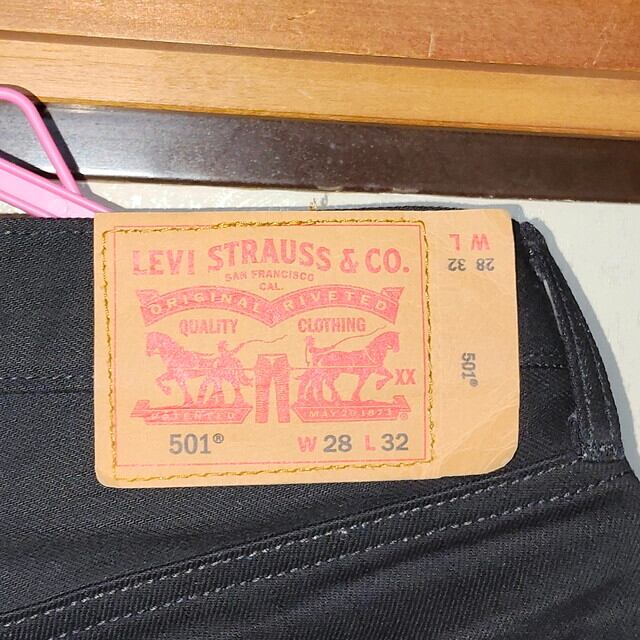 LEVI STRAUSS & CO.
SAN FRANCISCO
CAL.
ORIGINAL RIVETED
QUALITY CLOTHING
XX
PATENTED MAY 20 1873
501® W 28 L 32
W L
28 32
501®